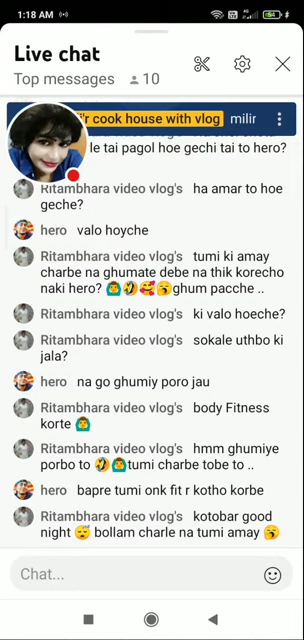 1:18 AM
54
Live chat
Top messages 10
i'r cook house with vlog milir
le tai pagol hoe gechi tai to hero?
Ritambhara video vlog's ha amar to hoe
geche?
hero valo hoyche
Ritambhara video vlog's tumi ki amay
charbe na ghumate debe na thik korecho
naki hero? 🙆‍♂️🤣🥰🥱ghum pacche ..
Ritambhara video vlog's ki valo hoeche?
Ritambhara video vlog's sokale uthbo ki
jala?
hero na go ghumiy poro jau
Ritambhara video vlog's body Fitness
korte 🙆‍♂️
Ritambhara video vlog's hmm ghumiye
porbo to 🤣🙆‍♂️tumi charbe tobe to ..
hero bapre tumi onk fit r kotho korbe
Ritambhara video vlog's kotobar good
night 😴 bollam charle na tumi amay 🥱
Chat...